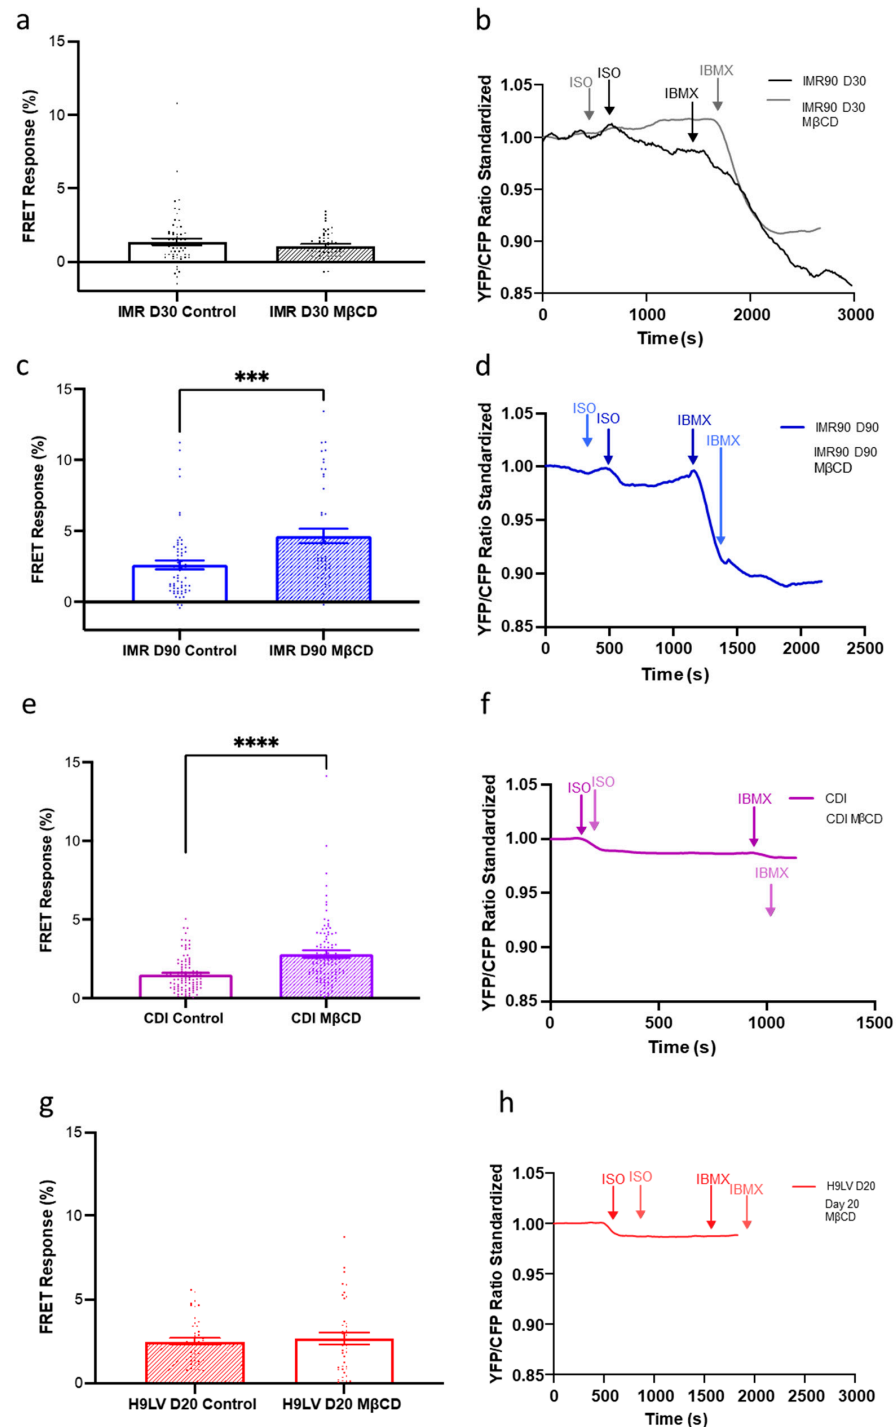 a
15
10
5
0
FRET Response (%)
IMR D30 Control IMR D30 MβCD
b
1.05
1.00
0.95
0.90
0.85
YFP/CFP Ratio Standardized
ISO
ISO
IBMX
IBMX
IMR90 D30
IMR90 D30
MβCD
0 1000 2000 3000
Time (s)
c
***
15
10
5
0
FRET Response (%)
IMR D90 Control IMR D90 MβCD
d
1.05
1.00
0.95
0.90
0.85
YFP/CFP Ratio Standardized
ISO
ISO
IBMX
IBMX
IMR90 D90
IMR90 D90
MβCD
0 500 1000 1500 2000 2500
Time (s)
e
****
15
10
5
0
FRET Response (%)
CDI Control CDI MβCD
f
1.05
1.00
0.95
0.90
0.85
YFP/CFP Ratio Standardized
ISO
ISO
IBMX
IBMX
CDI
CDI MβCD
0 500 1000 1500
Time (s)
g
15
10
5
0
FRET Response (%)
H9LV D20 Control H9LV D20 MβCD
h
1.05
1.00
0.95
0.90
0.85
YFP/CFP Ratio Standardized
ISO
ISO
IBMX
IBMX
H9LV D20
Day 20
MβCD
0 500 1000 1500 2000 2500 3000
Time (s)